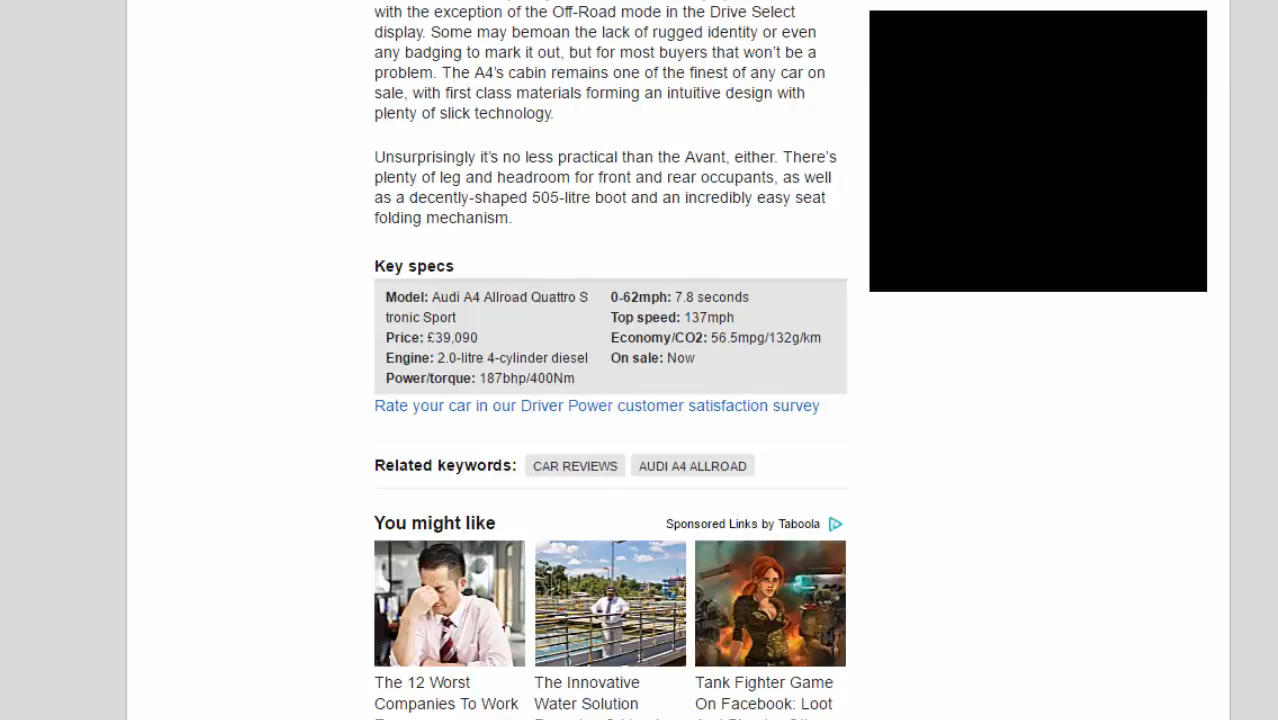 with the exception of the Off-Road mode in the Drive Select
display. Some may bemoan the lack of rugged identity or even
any badging to mark it out, but for most buyers that won't be a
problem. The A4's cabin remains one of the finest of any car on
sale, with first class materials forming an intuitive design with
plenty of slick technology.
Unsurprisingly it's no less practical than the Avant, either. There's
plenty of leg and headroom for front and rear occupants, as well
as a decently-shaped 505-litre boot and an incredibly easy seat
folding mechanism.
Key specs
Model: Audi A4 Allroad Quattro S
tronic Sport
Price: £39,090
Engine: 2.0-litre 4-cylinder diesel
Power/torque: 187bhp/400Nm
0-62mph: 7.8 seconds
Top speed: 137mph
Economy/CO2: 56.5mpg/132g/km
On sale: Now
Rate your car in our Driver Power customer satisfaction survey
Related keywords: CAR REVIEWS AUDI A4 ALLROAD
You might like
Sponsored Links by Taboola
The 12 Worst
Companies To Work
The Innovative
Water Solution
Tank Fighter Game
On Facebook: Loot